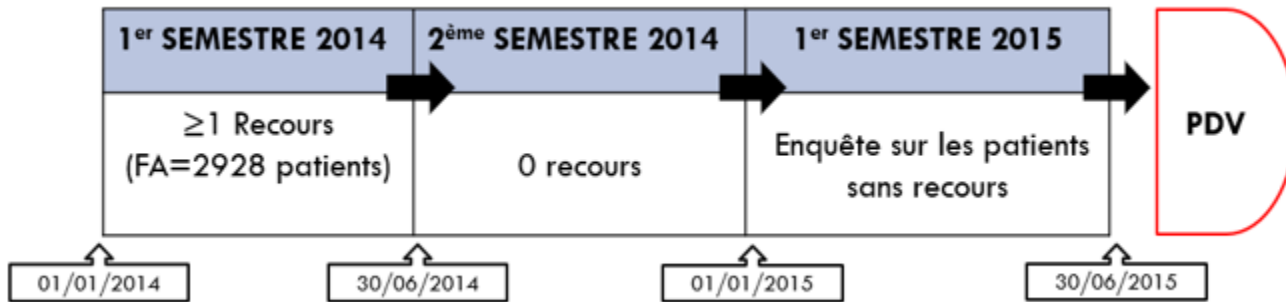 1er SEMESTRE 2014
2ème SEMESTRE 2014
1er SEMESTRE 2015
≥1 Recours
(FA=2928 patients)
0 recours
Enquête sur les patients
sans recours
PDV
01/01/2014
30/06/2014
01/01/2015
30/06/2015